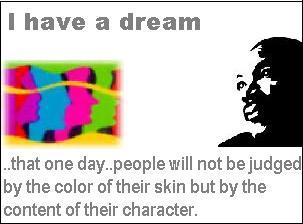 I have a dream
..that one day..people will not be judged
by the color of their skin but by the
content of their character.